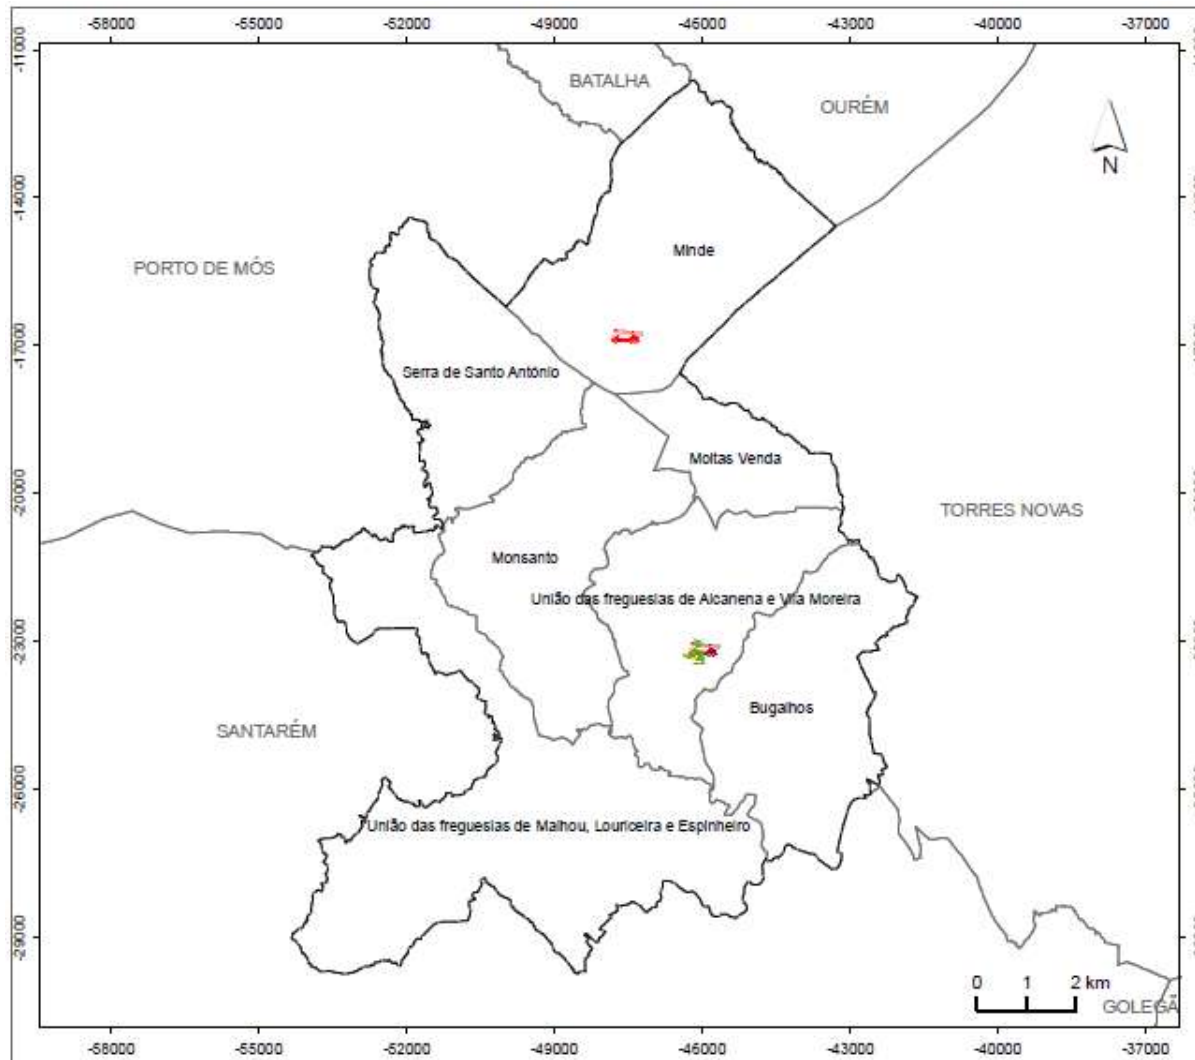 -58000 -55000 -52000 -49000 -46000 -43000 -40000 -37000
-11000
BATALHA
OURÉM
N
-14000
Minde
PORTO DE MÓS
-17000
Serra de Santo António
Moitas Venda
-20000
TORRES NOVAS
Monsanto
União das freguesias de Alcanena e Vila Moreira
-23000
Bugalhos
SANTARÉM
-26000
União das freguesias de Malhou, Louriceira e Espinheiro
-29000
0 1 2 km
GOLEGÃ
-58000 -55000 -52000 -49000 -46000 -43000 -40000 -37000